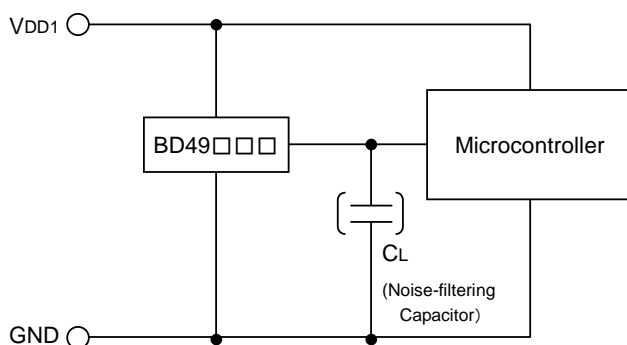 VDD1
BD49□□□
Microcontroller
CL
(Noise-filtering
Capacitor）
GND